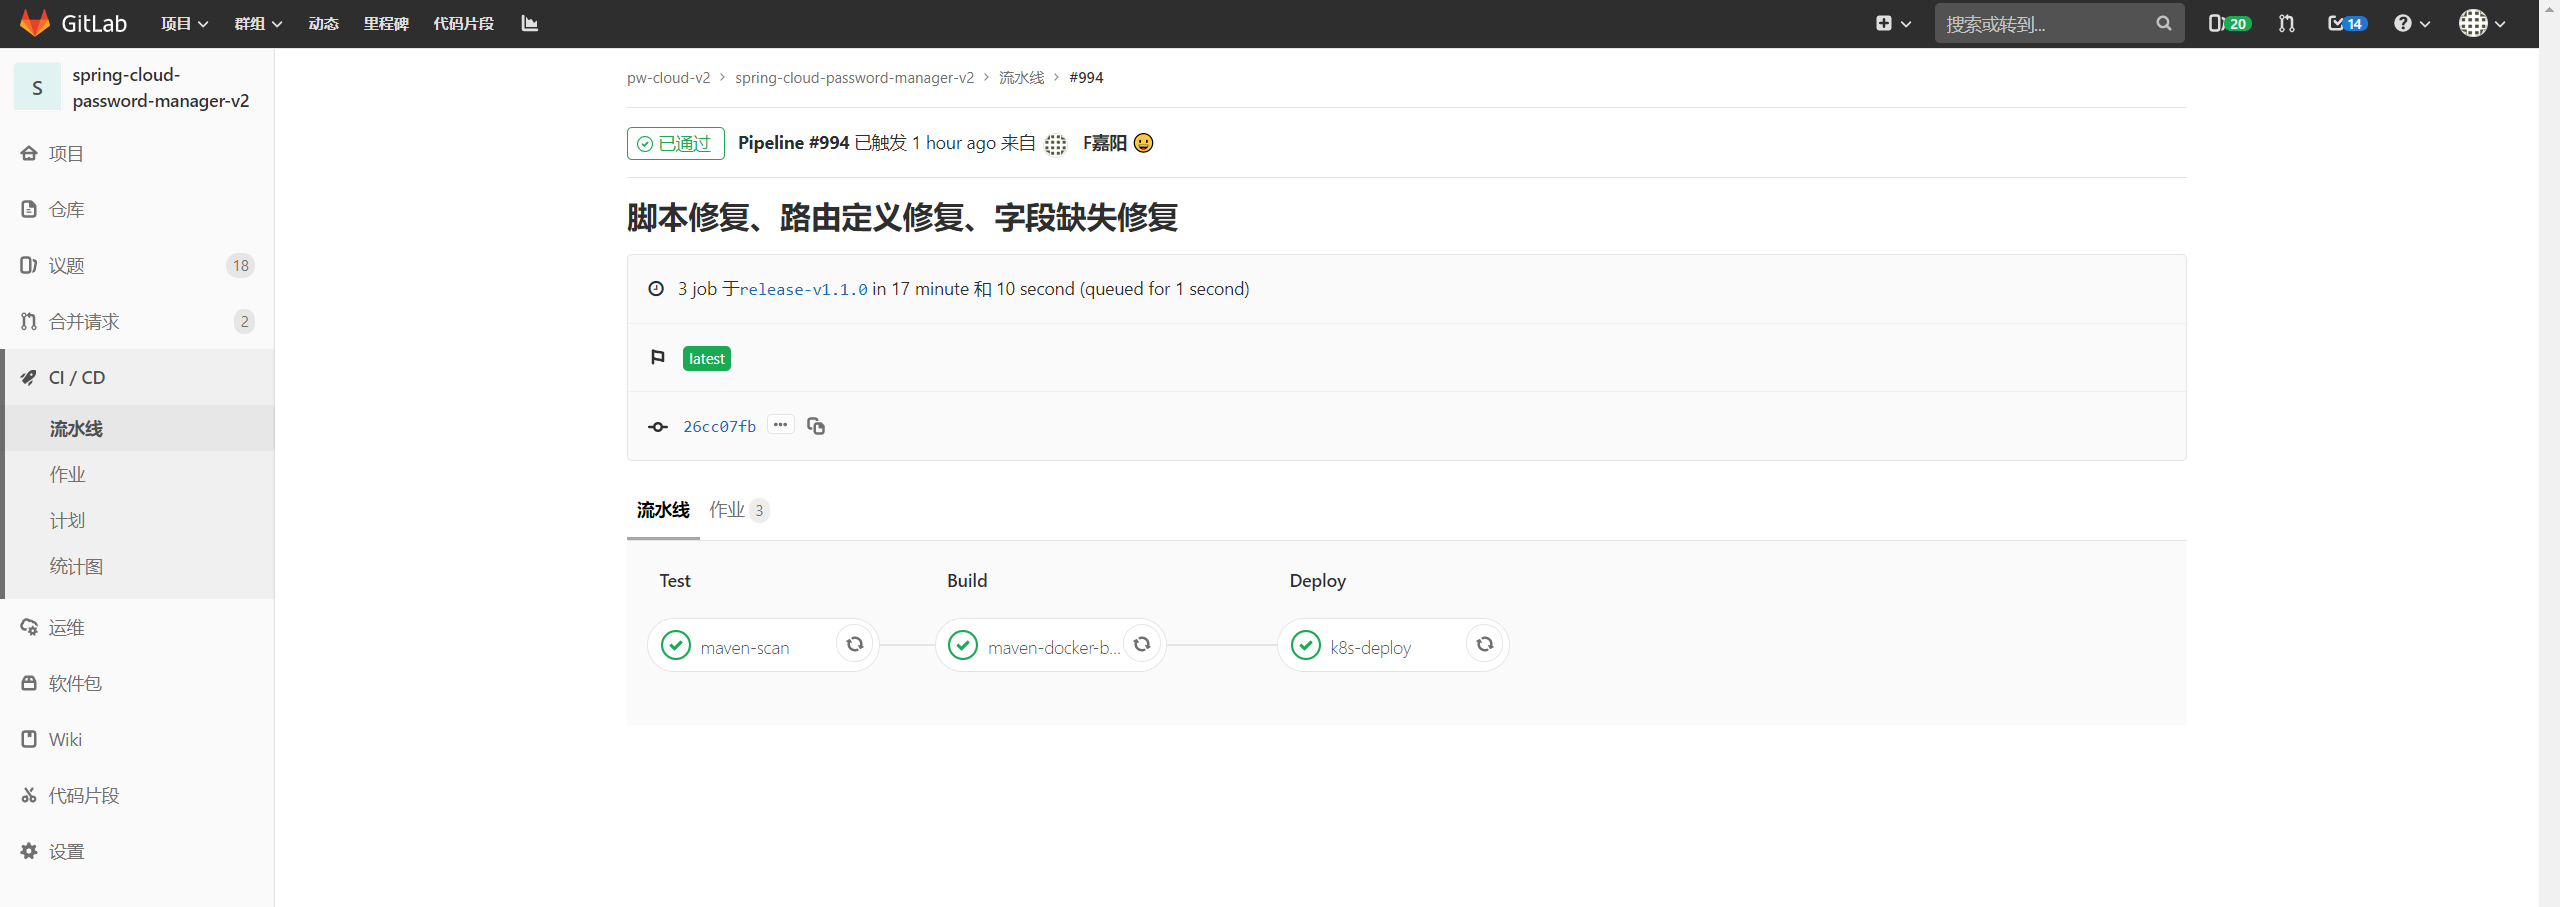 GitLab 项目 群组 动态 里程碑 代码片段 搜索或转到... 20 14
S spring-cloud-password-manager-v2
项目
仓库
议题 18
合并请求 2
CI / CD
流水线
作业
计划
统计图
运维
软件包
Wiki
代码片段
设置
pw-cloud-v2 > spring-cloud-password-manager-v2 > 流水线 > #994
已通过 Pipeline #994 已触发 1 hour ago 来自 F嘉阳 😀
脚本修复、路由定义修复、字段缺失修复
3 job 于release-v1.1.0 in 17 minute 和 10 second (queued for 1 second)
latest
26cc07fb ...
流水线 作业 3
Test Build Deploy
maven-scan maven-docker-b... k8s-deploy